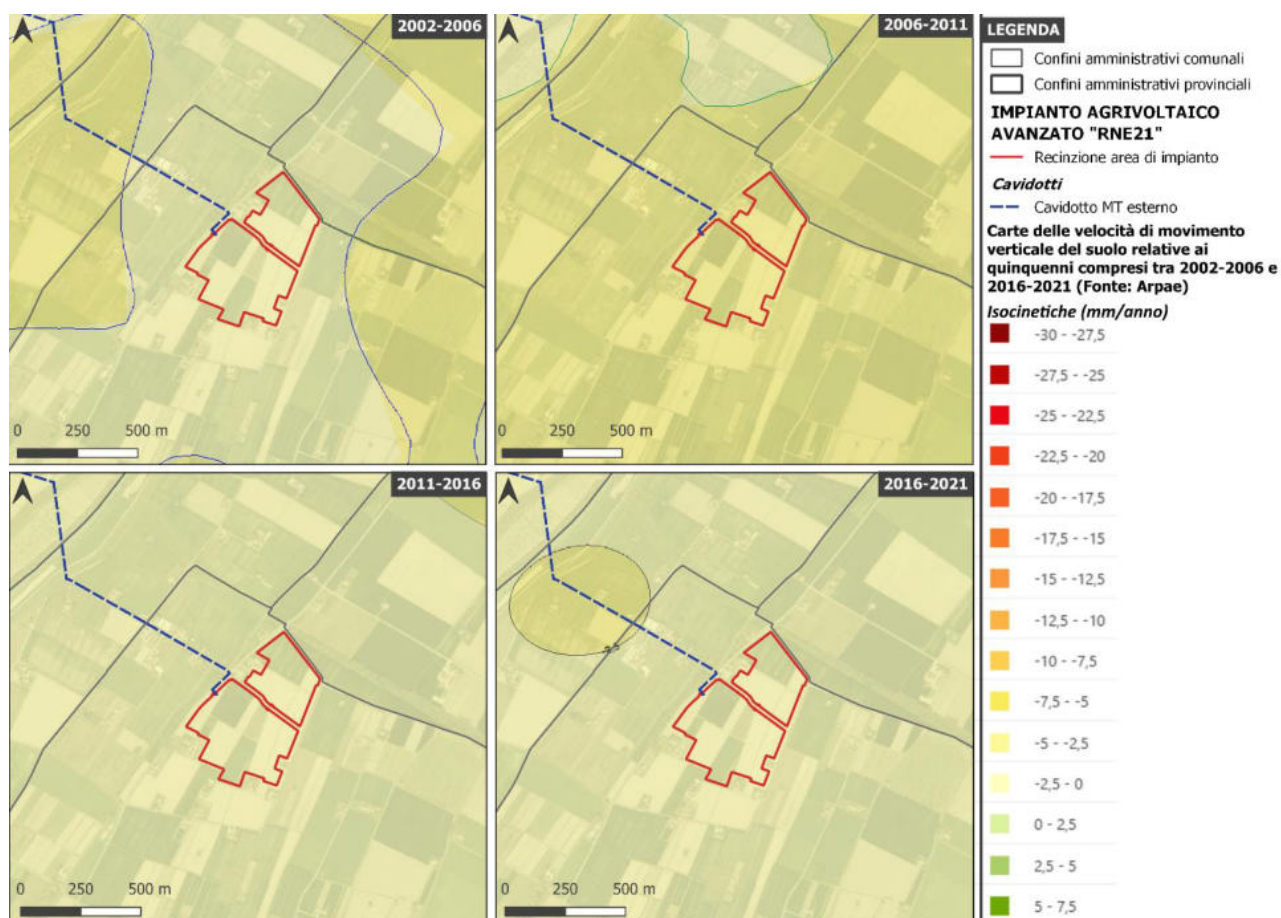 2002-2006
2006-2011
0 250 500 m
0 250 500 m
2011-2016
2016-2021
0 250 500 m
0 250 500 m
LEGENDA
Confini amministrativi comunali
Confini amministrativi provinciali
IMPIANTO AGRIVOLTAICO
AVANZATO "RNE21"
Recinzione area di impianto
Cavidotti
Cavidotto MT esterno
Carte delle velocità di movimento
verticale del suolo relative ai
quinquenni compresi tra 2002-2006 e
2016-2021 (Fonte: Arpae)
Isocinetiche (mm/anno)
-30 - -27,5
-27,5 - -25
-25 - -22,5
-22,5 - -20
-20 - -17,5
-17,5 - -15
-15 - -12,5
-12,5 - -10
-10 - -7,5
-7,5 - -5
-5 - -2,5
-2,5 - 0
0 - 2,5
2,5 - 5
5 - 7,5